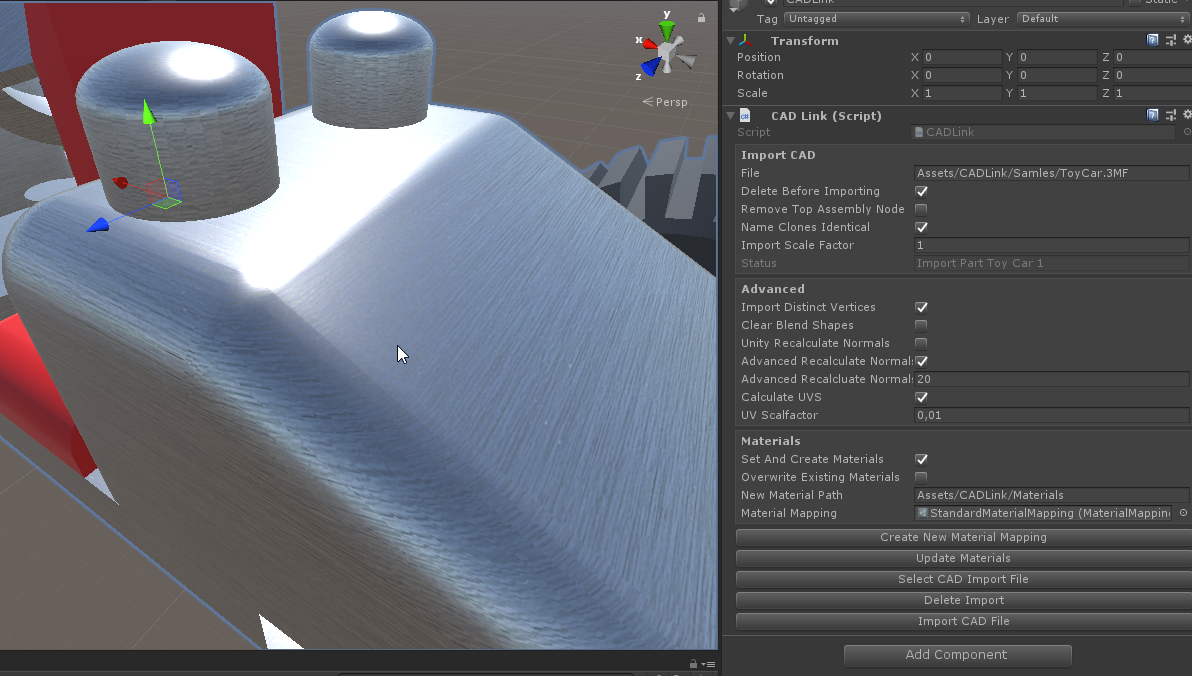 CADLink
Static
Tag Untagged Layer Default
y
x
z
Persp
Transform
Position X 0 Y 0 Z 0
Rotation X 0 Y 0 Z 0
Scale X 1 Y 1 Z 1
CAD Link (Script)
Script CADLink
Import CAD
File Assets/CADLink/Samles/ToyCar.3MF
Delete Before Importing
Remove Top Assembly Node
Name Clones Identical
Import Scale Factor 1
Status Import Part Toy Car 1
Advanced
Import Distinct Vertices
Clear Blend Shapes
Unity Recalculate Normals
Advanced Recalculate Normals
Advanced Recalcluate Normals 20
Calculate UVS
UV Scalfactor 0,01
Materials
Set And Create Materials
Overwrite Existing Materials
New Material Path Assets/CADLink/Materials
Material Mapping StandardMaterialMapping (MaterialMappin
Create New Material Mapping
Update Materials
Select CAD Import File
Delete Import
Import CAD File
Add Component